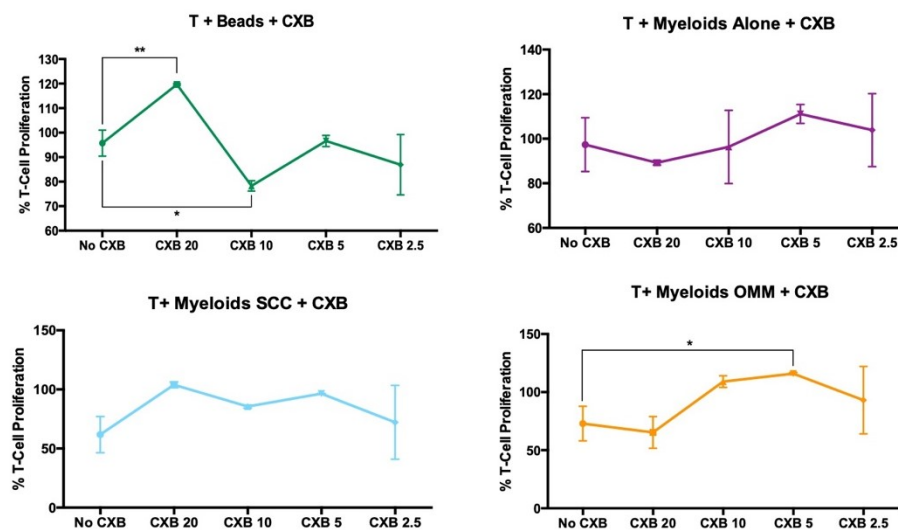 T + Beads + CXB
% T-Cell Proliferation
130
120
110
100
90
80
70
60
**
*
No CXB CXB 20 CXB 10 CXB 5 CXB 2.5
T + Myeloids Alone + CXB
% T-Cell Proliferation
120
100
80
60
No CXB CXB 20 CXB 10 CXB 5 CXB 2.5
T+ Myeloids SCC + CXB
% T-Cell Proliferation
150
100
50
0
No CXB CXB 20 CXB 10 CXB 5 CXB 2.5
T+ Myeloids OMM + CXB
% T-Cell Proliferation
150
100
50
0
*
No CXB CXB 20 CXB 10 CXB 5 CXB 2.5